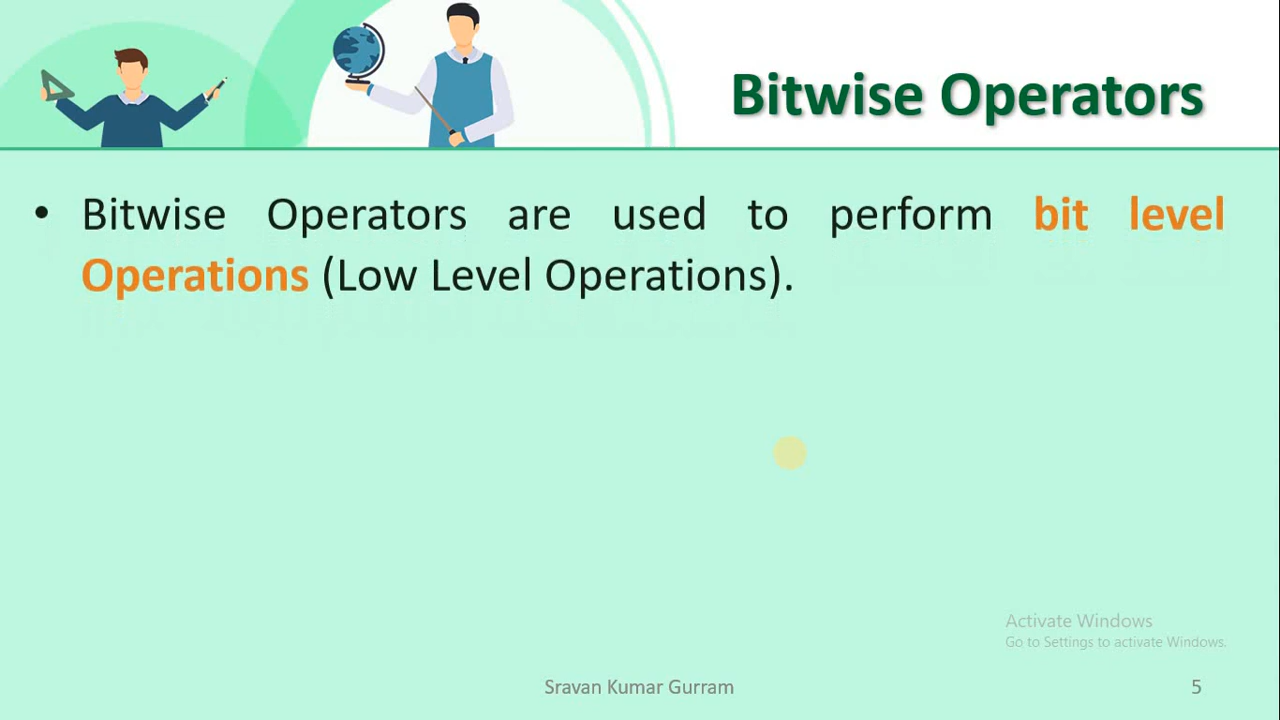 Bitwise Operators
• Bitwise Operators are used to perform bit level
Operations (Low Level Operations).
Activate Windows
Go to Settings to activate Windows.
Sravan Kumar Gurram
5